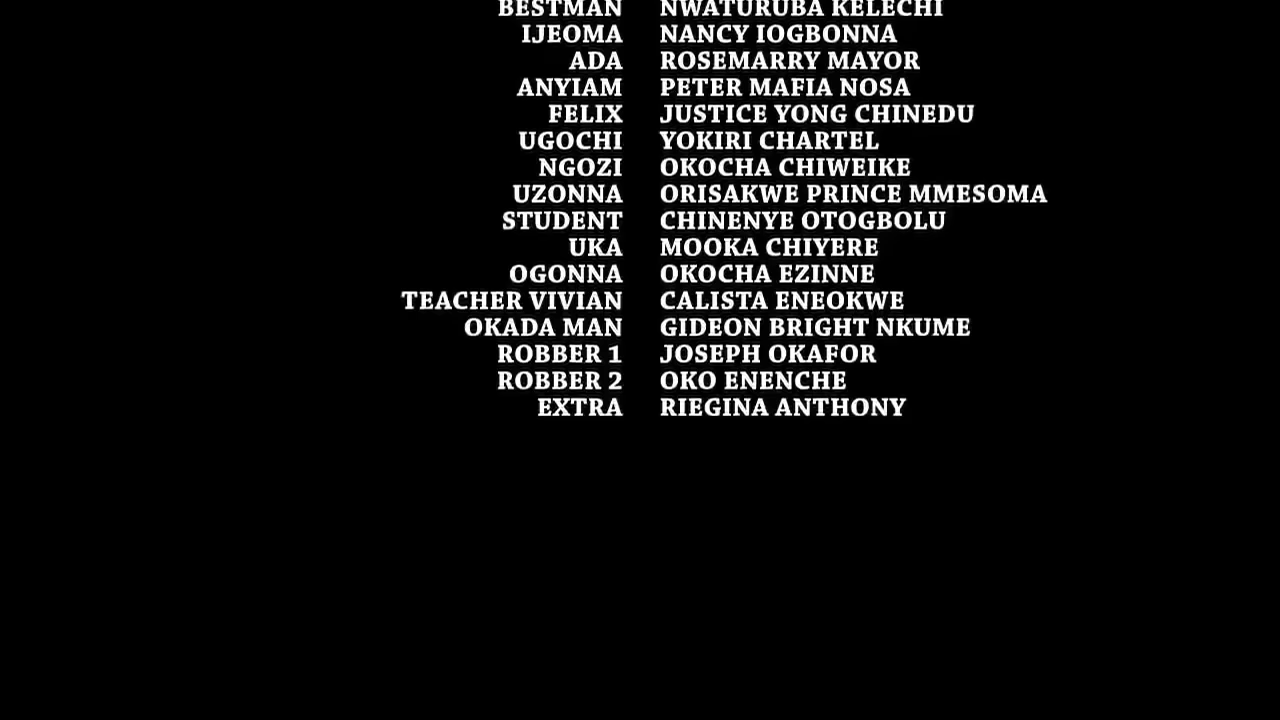 BESTMAN NWATURUBA KELECHI
IJEOMA NANCY IOGBONNA
ADA ROSEMARRY MAYOR
ANYIAM PETER MAFIA NOSA
FELIX JUSTICE YONG CHINEDU
UGOCHI YOKIRI CHARTEL
NGOZI OKOCHA CHIWEIKE
UZONNA ORISAKWE PRINCE MMESOMA
STUDENT CHINENYE OTOGBOLU
UKA MOOKA CHIYERE
OGONNA OKOCHA EZINNE
TEACHER VIVIAN CALISTA ENEOKWE
OKADA MAN GIDEON BRIGHT NKUME
ROBBER 1 JOSEPH OKAFOR
ROBBER 2 OKO ENENCHE
EXTRA RIEGINA ANTHONY